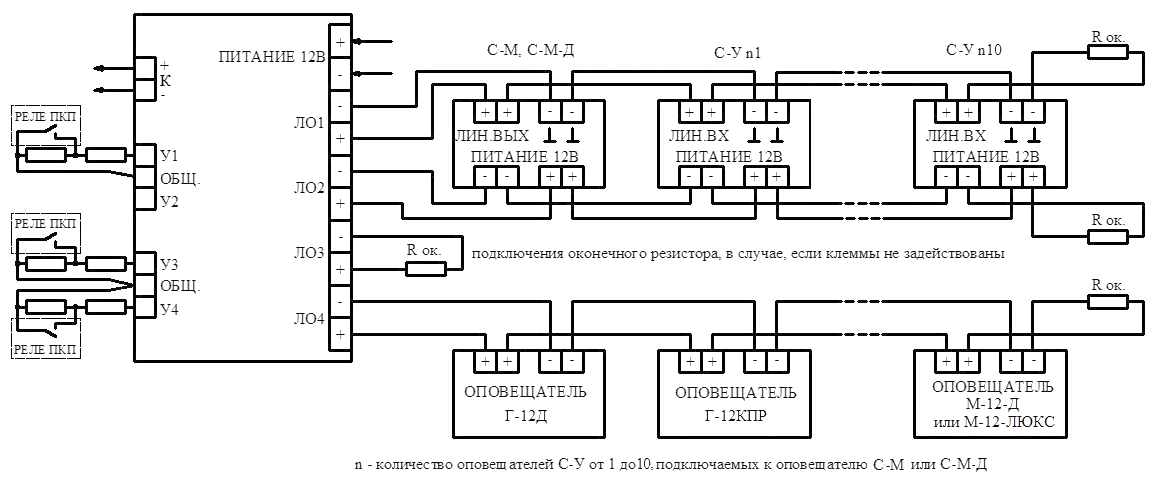 С-М, С-М-Д
С-У n1
С-У n10
R ок.
ПИТАНИЕ 12В
+
-
+
К
-
ЛО1
-
+
+ + - -
+ + - -
+ + - -
ЛИН.ВЫХ
ЛИН.ВХ
ЛИН.ВХ
ПИТАНИЕ 12В
ПИТАНИЕ 12В
ПИТАНИЕ 12В
- - + +
- - + +
- - + +
РЕЛЕ ПКП
У1
ОБЩ.
У2
ЛО2
-
+
R ок.
РЕЛЕ ПКП
У3
ОБЩ.
У4
РЕЛЕ ПКП
ЛО3
-
+
R ок.
подключения оконечного резистора, в случае, если клеммы не задействованы
ЛО4
-
+
R ок.
+ + - -
+ + - -
+ + - -
ОПОВЕЩАТЕЛЬ
Г-12Д
ОПОВЕЩАТЕЛЬ
Г-12КПР
ОПОВЕЩАТЕЛЬ
М-12-Д
или М-12-ЛЮКС
n - количество оповещателей С-У от 1 до10, подключаемых к оповещателю С-М или С-М-Д